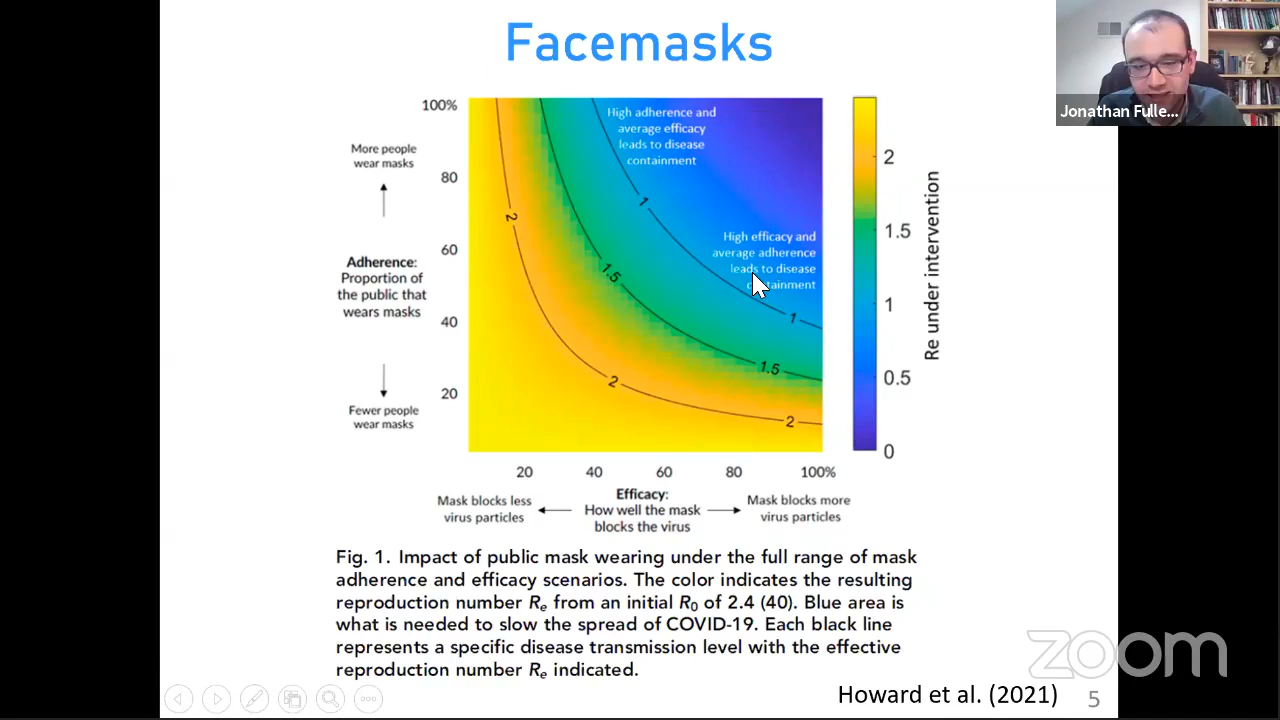 Facemasks
Jonathan Fulle...
100%
80
60
40
20
More people
wear masks
Adherence:
Proportion of
the public that
wears masks
Fewer people
wear masks
High adherence and
average efficacy
leads to disease
containment
High efficacy and
average adherence
leads to disease
containment
2
1.5
1
1
1.5
2
2
2
1.5
1
0.5
0
Re under intervention
20
40
60
80
100%
Mask blocks less
virus particles
Efficacy:
How well the mask
blocks the virus
Mask blocks more
virus particles
Fig. 1. Impact of public mask wearing under the full range of mask
adherence and efficacy scenarios. The color indicates the resulting
reproduction number Re from an initial R0 of 2.4 (40). Blue area is
what is needed to slow the spread of COVID-19. Each black line
represents a specific disease transmission level with the effective
reproduction number Re indicated.
zoom
Howard et al. (2021)
5